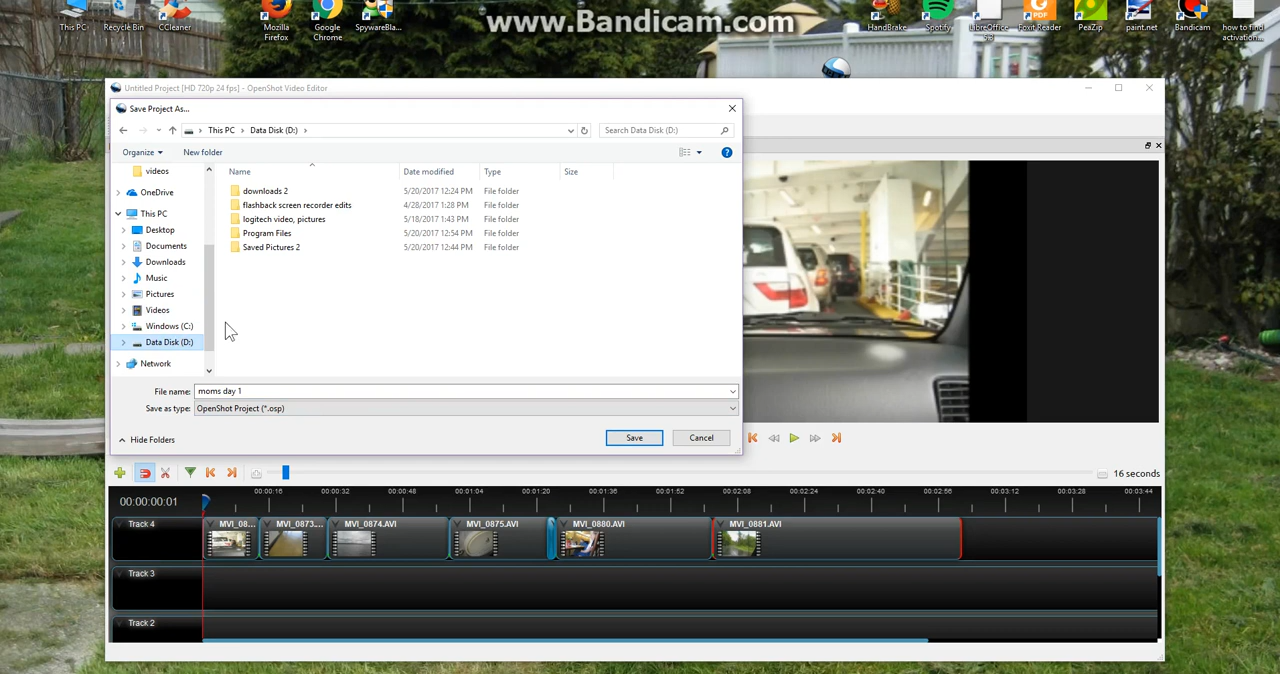 www.Bandicam.com
This PC
Recycle Bin
CCleaner
Mozilla Firefox
Google Chrome
SpywareBla...
HandBrake
Spotify
LibreOffice
Foxit Reader
PeaZip
paint.net
Bandicam
how to find activation...
Untitled Project [HD 720p 24 fps] - OpenShot Video Editor
Save Project As...
This PC > Data Disk (D:) >
Search Data Disk (D:)
Organize
New folder
Name
Date modified
Type
Size
videos
OneDrive
This PC
Desktop
Documents
Downloads
Music
Pictures
Videos
Windows (C:)
Data Disk (D:)
Network
downloads 2 5/20/2017 12:24 PM File folder
flashback screen recorder edits 4/28/2017 1:28 PM File folder
logitech video, pictures 5/18/2017 1:43 PM File folder
Program Files 5/20/2017 12:54 PM File folder
Saved Pictures 2 5/20/2017 12:44 PM File folder
File name: moms day 1
Save as type: OpenShot Project (*.osp)
Hide Folders
Save
Cancel
16 seconds
00:00:00:01
00:00:16 00:00:32 00:00:48 00:01:04 00:01:20 00:01:36 00:01:52 00:02:08 00:02:24 00:02:40 00:02:56 00:03:12 00:03:28 00:03:44
Track 4
MVI_08...
MVI_0873....
MVI_0874.AVI
MVI_0875.AVI
MVI_0880.AVI
MVI_0881.AVI
Track 3
Track 2